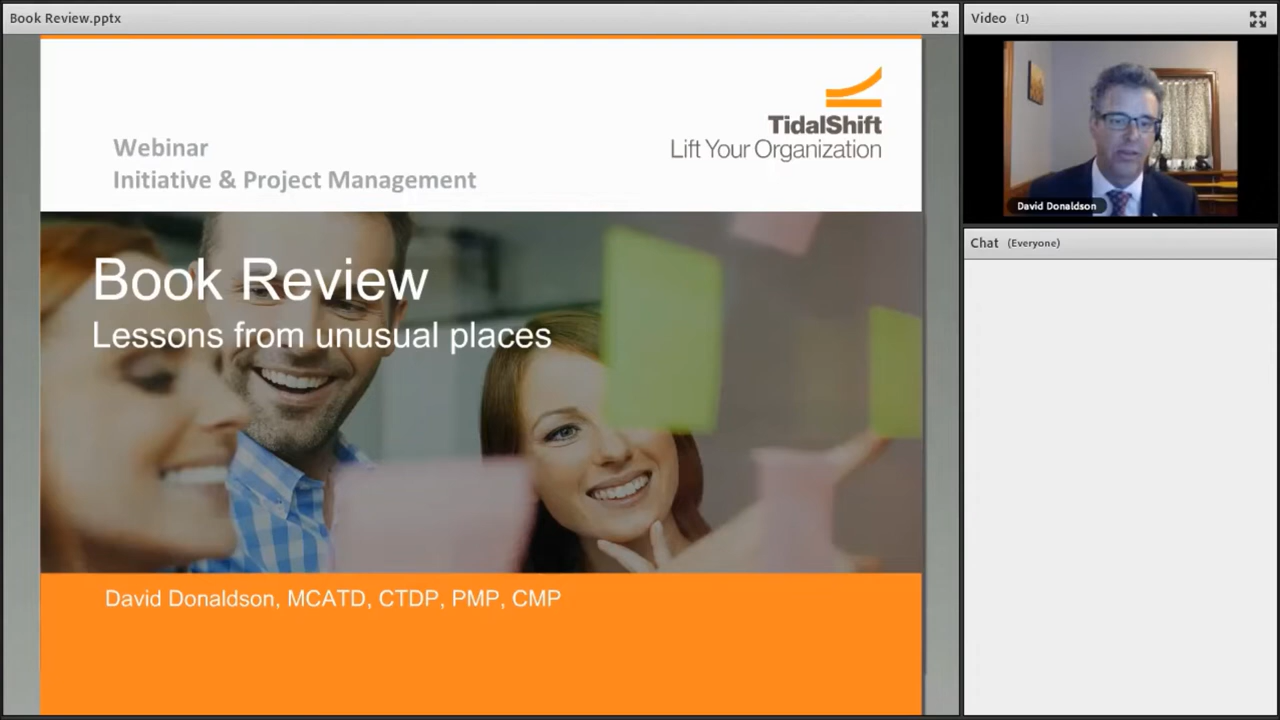 Book Review.pptx
Webinar
Initiative & Project Management
TidalShift
Lift Your Organization
Book Review
Lessons from unusual places
David Donaldson, MCATD, CTDP, PMP, CMP
Video (1)
David Donaldson
Chat (Everyone)